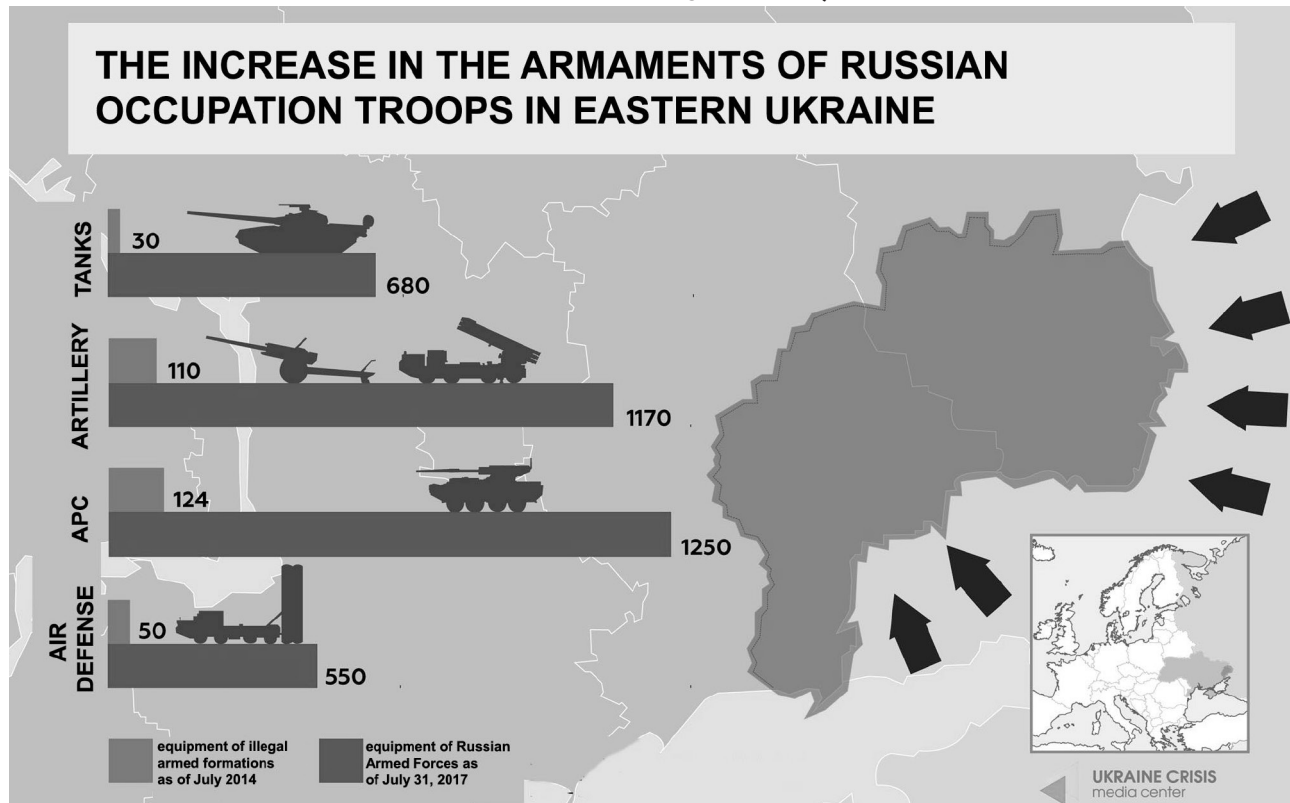 THE INCREASE IN THE ARMAMENTS OF RUSSIAN
OCCUPATION TROOPS IN EASTERN UKRAINE
TANKS
30
680
ARTILLERY
110
1170
APC
124
1250
AIR
DEFENSE
50
550
equipment of illegal
armed formations
as of July 2014
equipment of Russian
Armed Forces as
of July 31, 2017
UKRAINE CRISIS
media center